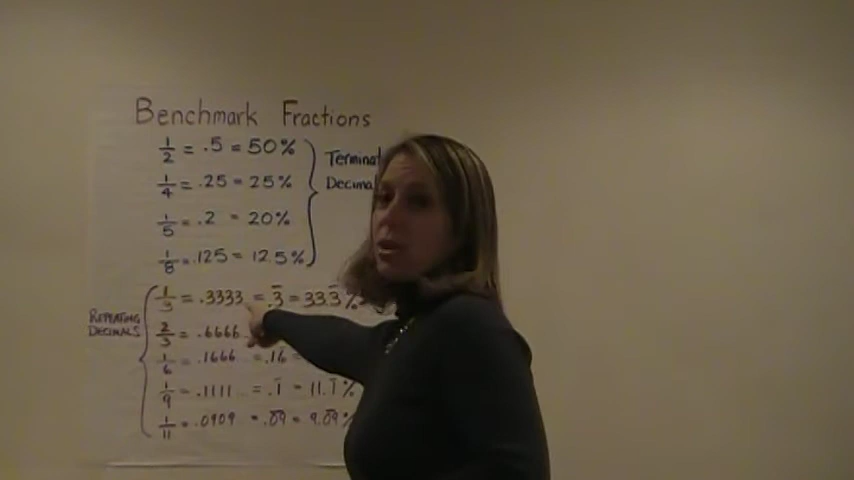 Benchmark Fractions
1/2 = .5 = 50%
1/4 = .25 = 25%
1/5 = .2 = 20%
1/8 = .125 = 12.5%
Terminat
Decima
REPEATING
DECIMALS
1/3 = .3333 = .3̅ = 33.3̅%
2/3 = .6666..
1/6 = .1666 = .16̅ =
1/9 = .1111 = .1̅ = 11.1̅%
1/11 = .0909 = .0̅9̅ = 9.0̅9̅%